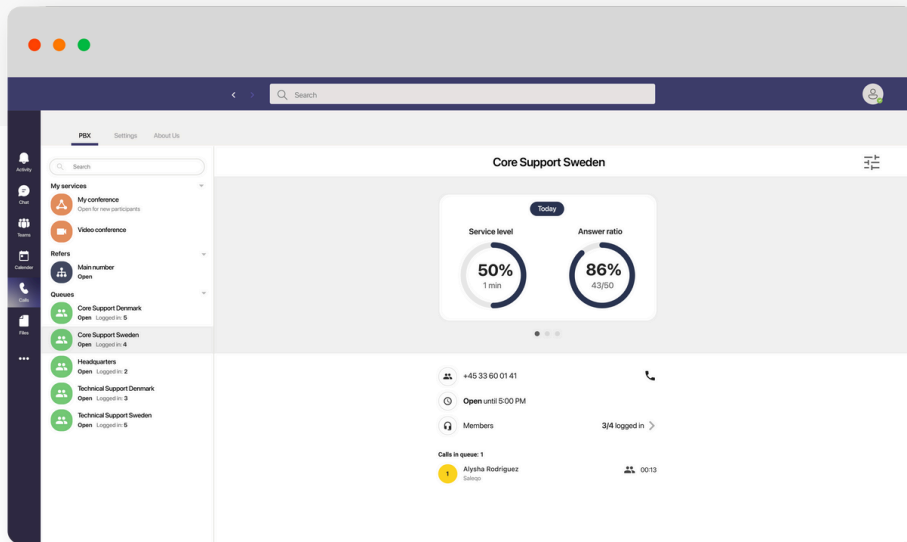 Search
PBX Settings About Us
Activity
Chat
Teams
Calender
Calls
Files
Search
My services
My conference
Open for new participants
Video conference
Refers
Main number
Open
Queues
Core Support Denmark
Open Logged in: 5
Core Support Sweden
Open Logged in: 4
Headquarters
Open Logged in: 2
Technical Support Denmark
Open Logged in: 3
Technical Support Sweden
Open Logged in: 5
Core Support Sweden
Today
Service level
50%
1 min
Answer ratio
86%
43/50
+45 33 60 01 41
Open until 5:00 PM
Members 3/4 logged in
Calls in queue: 1
1 Alysha Rodriguez 00:13
Saleqo